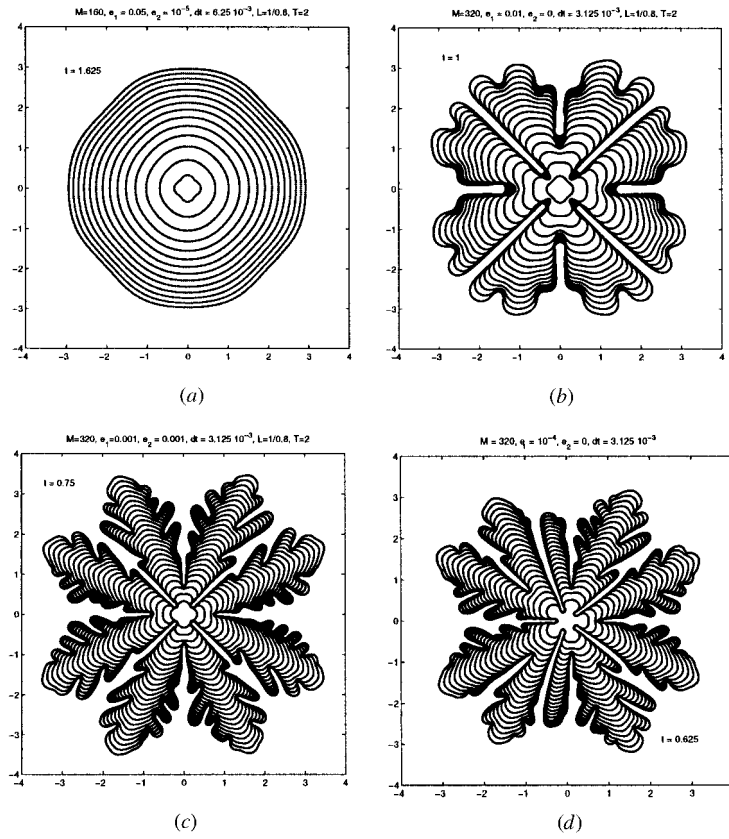 M=160, e₁ = 0.05, e₂ = 10⁻⁵, dt = 6.25 10⁻³, L=1/0.8, T=2
t = 1.625
4
3
2
1
0
-1
-2
-3
-4
-4 -3 -2 -1 0 1 2 3 4
(a)
M=320, e₁ = 0.01, e₂ = 0, dt = 3.125 10⁻³, L=1/0.8, T=2
t = 1
4
3
2
1
0
-1
-2
-3
-4
-4 -3 -2 -1 0 1 2 3 4
(b)
M=320, e₁=0.001, e₂ = 0.001, dt = 3.125 10⁻³, L=1/0.8, T=2
t = 0.75
4
3
2
1
0
-1
-2
-3
-4
-4 -3 -2 -1 0 1 2 3 4
(c)
M = 320, e₁ = 10⁻⁴, e₂ = 0, dt = 3.125 10⁻³
t = 0.625
4
3
2
1
0
-1
-2
-3
-4
-4 -3 -2 -1 0 1 2 3
(d)